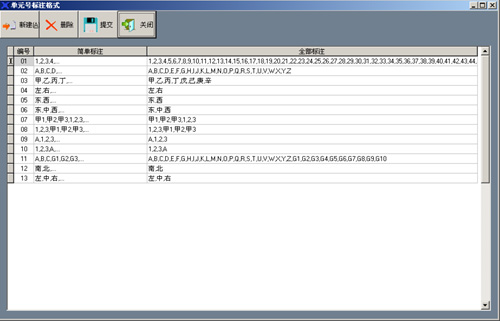 单元号标注格式
新建 删除 提交 关闭
编号 简单标注 全部标注
01 1,2,3,4,... 1,2,3,4,5,6,7,8,9,10,11,12,13,14,15,16,17,18,19,20,21,22,23,24,25,26,27,28,29,30,31,32,33,34,35,36,37,38,39,40,41,42,43,44,
02 A,B,C,D,... A,B,C,D,E,F,G,H,I,J,K,L,M,N,O,P,Q,R,S,T,U,V,W,X,Y,Z
03 甲,乙,丙,丁,... 甲,乙,丙,丁,戊,己,庚,辛
04 左,右,... 左,右
05 东,西,... 东,西
06 东,中,西,... 东,中,西
07 甲1,甲2,甲3,1,2,3,... 甲1,甲2,甲3,1,2,3
08 1,2,3,甲1,甲2,甲3,... 1,2,3,甲1,甲2,甲3
09 A,1,2,3,... A,1,2,3
10 1,2,3,A,... 1,2,3,A
11 A,B,C,G1,G2,G3,... A,B,C,D,E,F,G,H,I,J,K,L,M,N,O,P,Q,R,S,T,U,V,W,X,Y,Z,G1,G2,G3,G4,G5,G6,G7,G8,G9,G10
12 南,北,... 南,北
13 左,中,右,... 左,中,右